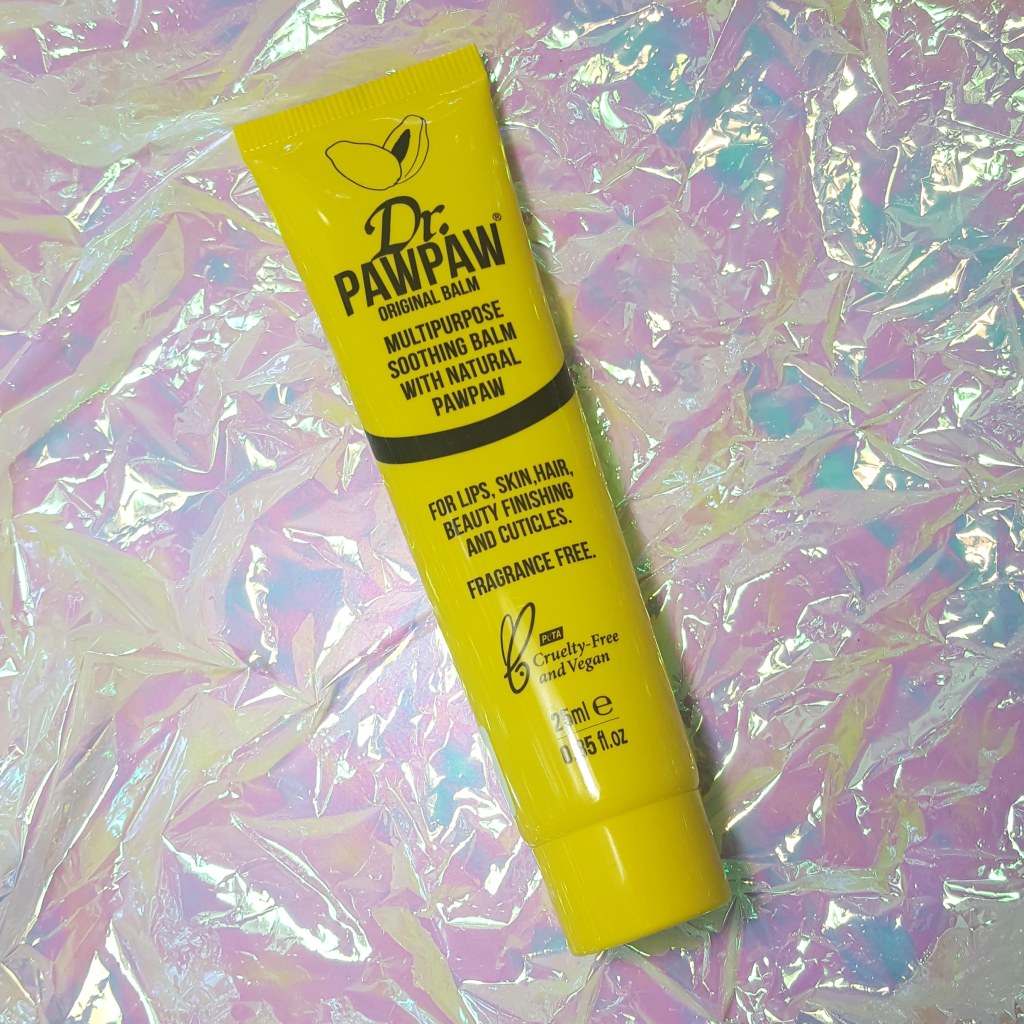 Dr.
PAWPAW®
ORIGINAL BALM
MULTIPURPOSE
SOOTHING BALM
WITH NATURAL
PAWPAW
FOR LIPS, SKIN,HAIR,
BEAUTY FINISHING
AND CUTICLES.
FRAGRANCE FREE.
PETA
Cruelty-Free
and Vegan
25ml e
0.85 fl.oz